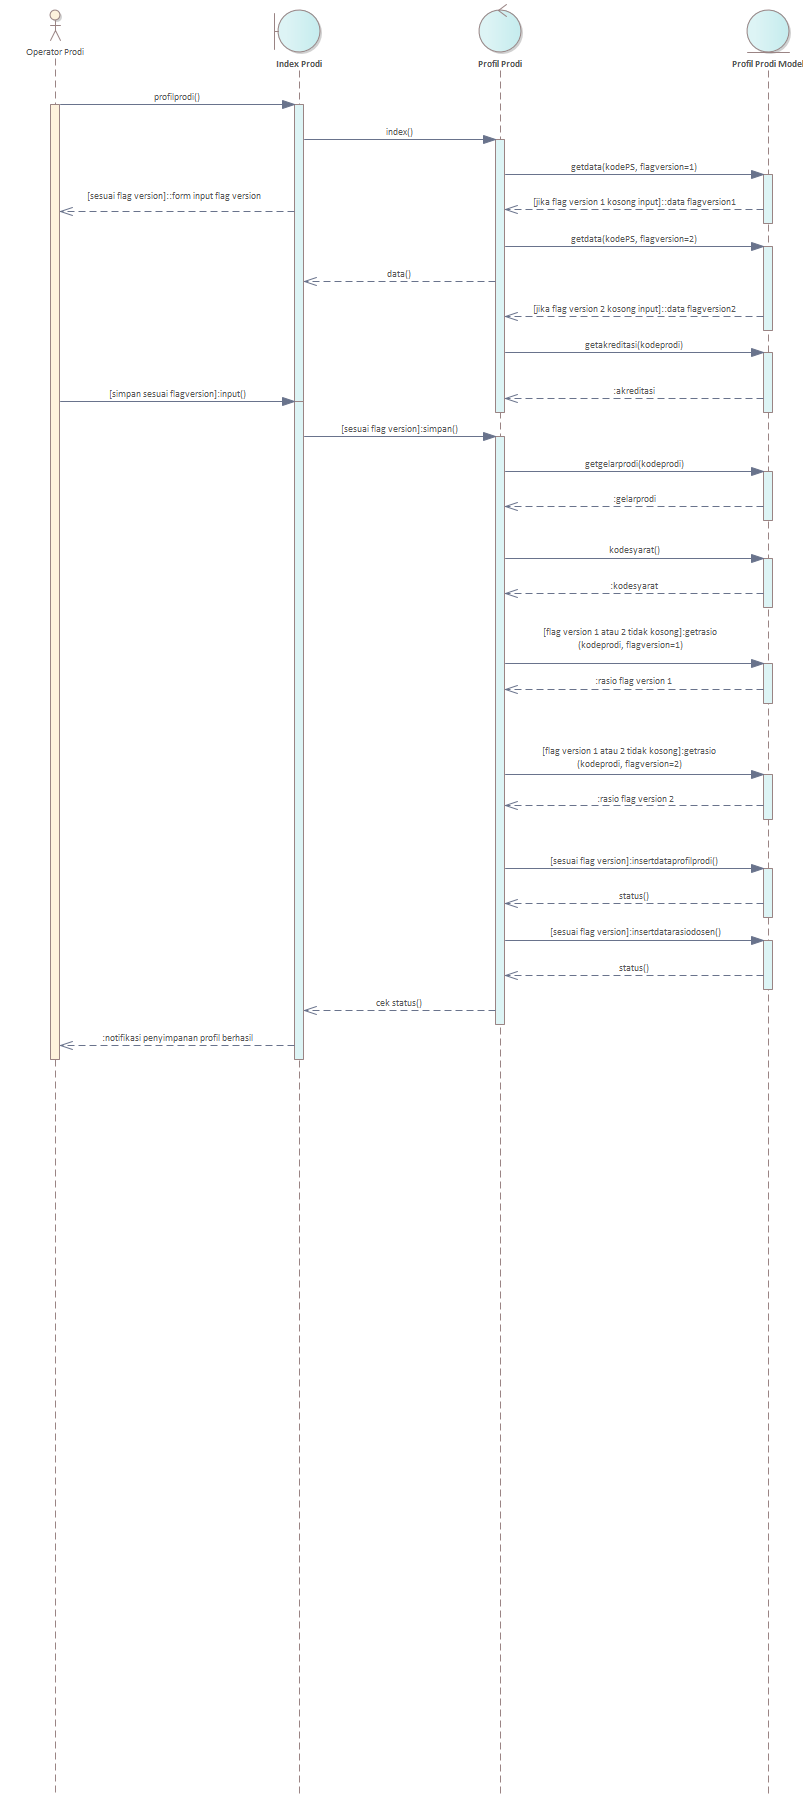 Operator Prodi
Index Prodi
Profil Prodi
Profil Prodi Model
profilprodi()
index()
getdata(kodePS, flagversion=1)
[sesuai flag version]::form input flag version
[jika flag version 1 kosong input]::data flagversion1
getdata(kodePS, flagversion=2)
data()
[jika flag version 2 kosong input]::data flagversion2
getakreditasi(kodeprodi)
[simpan sesuai flagversion]:input()
:akreditasi
[sesuai flag version]:simpan()
getgelarprodi(kodeprodi)
:gelarprodi
kodesyarat()
:kodesyarat
[flag version 1 atau 2 tidak kosong]:getrasio
(kodeprodi, flagversion=1)
:rasio flag version 1
[flag version 1 atau 2 tidak kosong]:getrasio
(kodeprodi, flagversion=2)
:rasio flag version 2
[sesuai flag version]:insertdataprofilprodi()
status()
[sesuai flag version]:insertdatarasiodosen()
status()
cek status()
:notifikasi penyimpanan profil berhasil